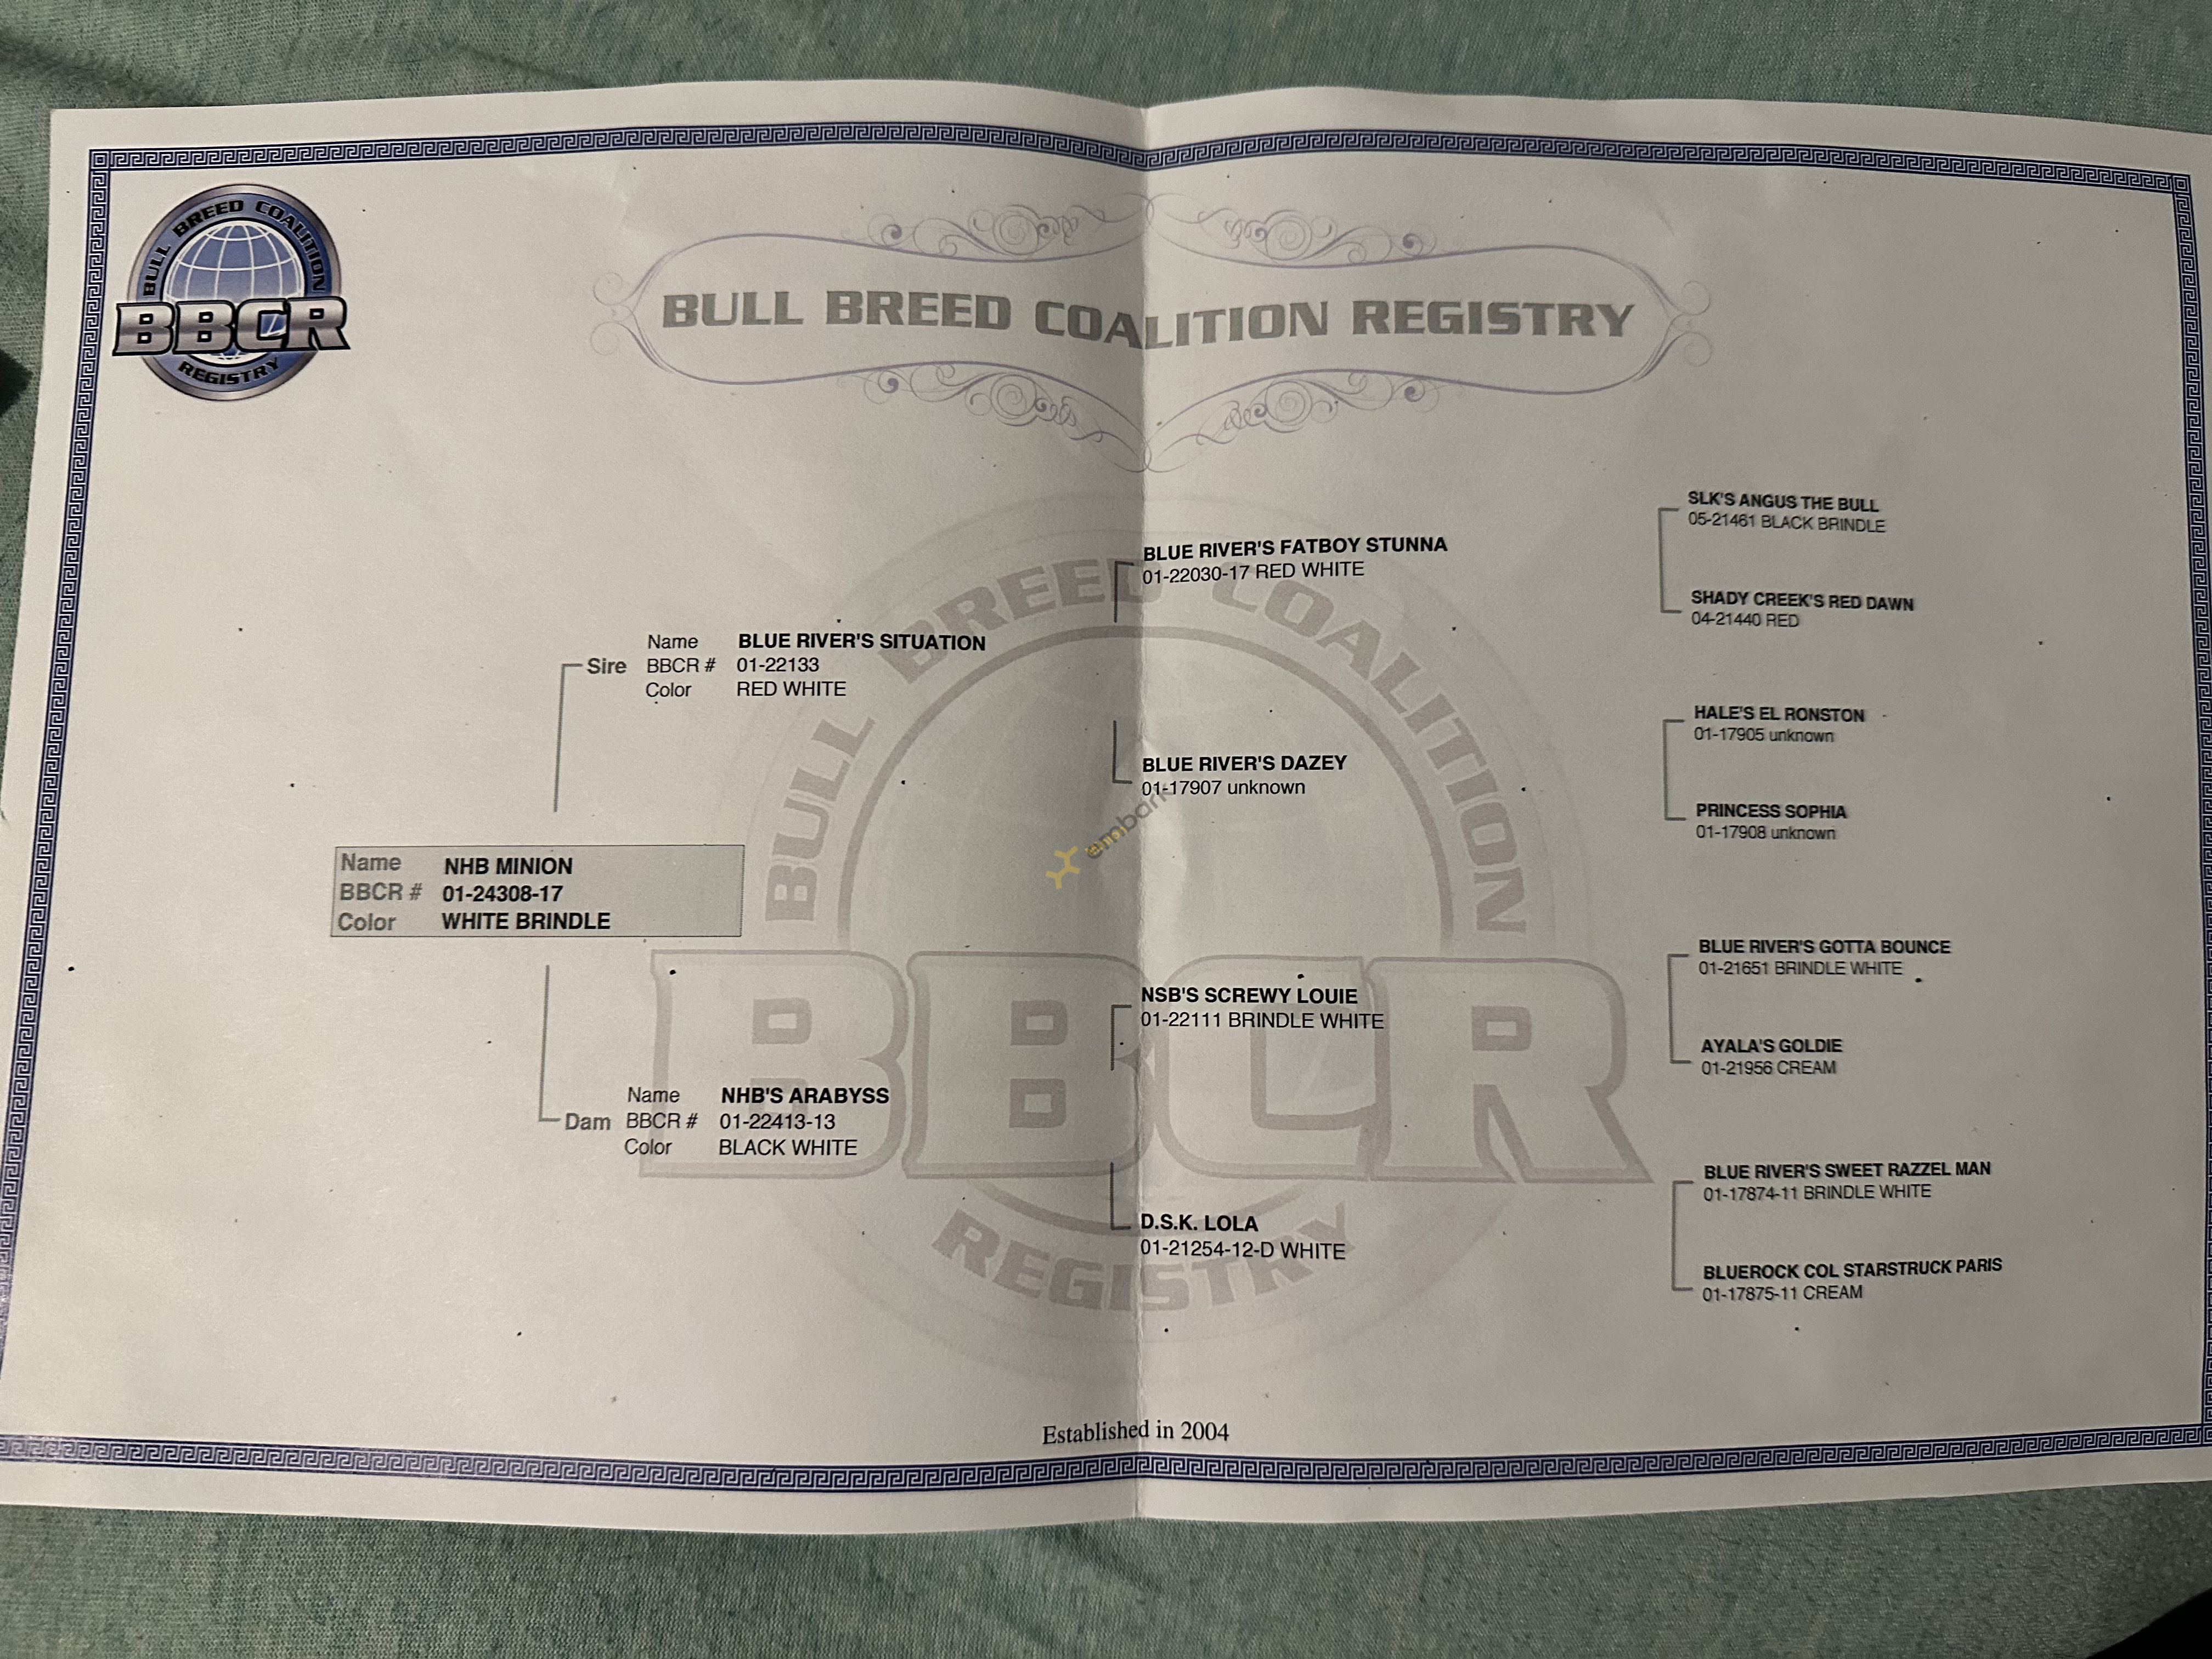 BULL BREED COALITION
BBCR
REGISTRY
BULL BREED COALITION REGISTRY
SLK'S ANGUS THE BULL
05-21461 BLACK BRINDLE
BLUE RIVER'S FATBOY STUNNA
01-22030-17 RED WHITE
SHADY CREEK'S RED DAWN
04-21440 RED
Name BLUE RIVER'S SITUATION
Sire BBCR # 01-22133
Color RED WHITE
HALE'S EL RONSTON
01-17905 unknown
BLUE RIVER'S DAZEY
01-17907 unknown
PRINCESS SOPHIA
01-17908 unknown
embark
Name NHB MINION
BBCR # 01-24308-17
Color WHITE BRINDLE
BLUE RIVER'S GOTTA BOUNCE
01-21651 BRINDLE WHITE
NSB'S SCREWY LOUIE
01-22111 BRINDLE WHITE
AYALA'S GOLDIE
01-21956 CREAM
Name NHB'S ARABYSS
Dam BBCR # 01-22413-13
Color BLACK WHITE
BLUE RIVER'S SWEET RAZZEL MAN
01-17874-11 BRINDLE WHITE
D.S.K. LOLA
01-21254-12-D WHITE
BLUEROCK COL STARSTRUCK PARIS
01-17875-11 CREAM
BULL BREED COALITION
BBCR
REGISTRY
Established in 2004